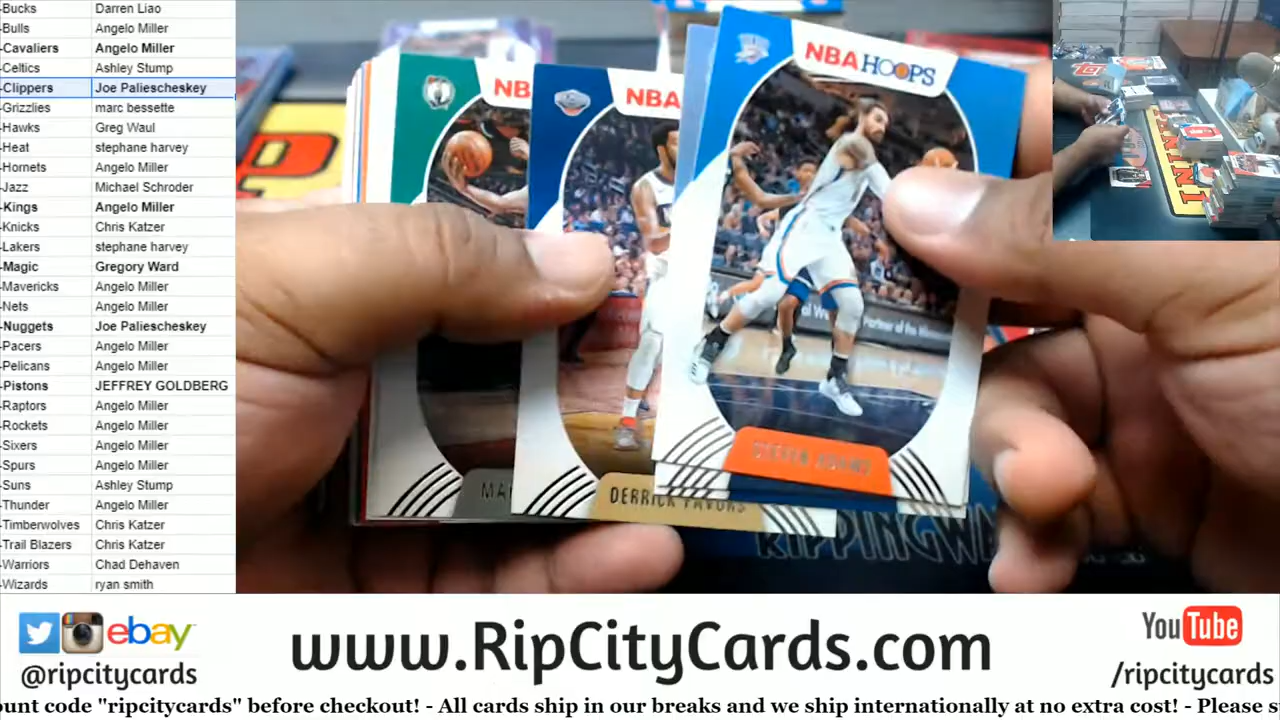 -Bucks Darren Liao
-Bulls Angelo Miller
-Cavaliers Angelo Miller
-Celtics Ashley Stump
-Clippers Joe Paliescheskey
-Grizzlies marc bessette
-Hawks Greg Waul
-Heat stephane harvey
-Hornets Angelo Miller
-Jazz Michael Schroder
-Kings Angelo Miller
-Knicks Chris Katzer
-Lakers stephane harvey
-Magic Gregory Ward
-Mavericks Angelo Miller
-Nets Angelo Miller
-Nuggets Joe Paliescheskey
-Pacers Angelo Miller
-Pelicans Angelo Miller
-Pistons JEFFREY GOLDBERG
-Raptors Angelo Miller
-Rockets Angelo Miller
-Sixers Angelo Miller
-Spurs Angelo Miller
-Suns Ashley Stump
-Thunder Angelo Miller
-Timberwolves Chris Katzer
-Trail Blazers Chris Katzer
-Warriors Chad Dehaven
-Wizards ryan smith
NB
NBA
NBA HOOPS
MA
DERRICK FAVORS
STEVEN ADAMS
RIPPINGW
ebay
@ripcitycards
www.RipCityCards.com
YouTube
/ripcitycards
ount code "ripcitycards" before checkout! - All cards ship in our breaks and we ship internationally at no extra cost! - Please s